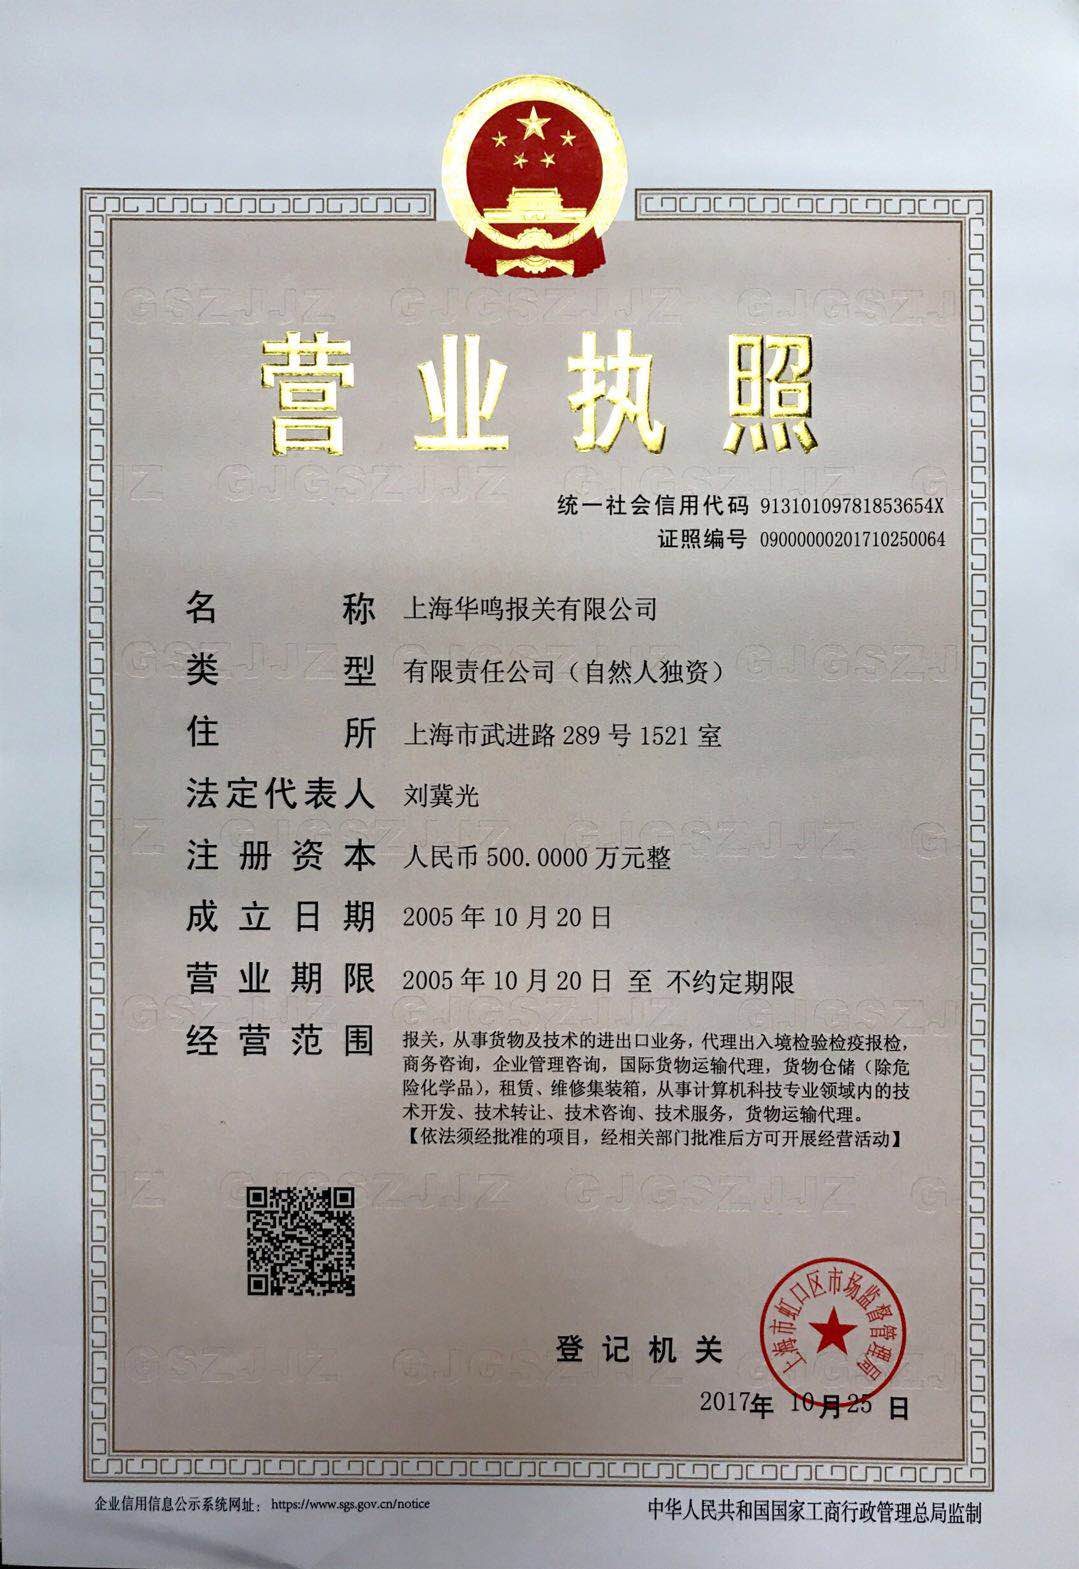 营业执照
统一社会信用代码 91310109781853654X
证照编号 09000000201710250064
名称 上海华鸣报关有限公司
类型 有限责任公司（自然人独资）
住所 上海市武进路289号1521室
法定代表人 刘冀光
注册资本 人民币500.0000万元整
成立日期 2005年10月20日
营业期限 2005年10月20日 至 不约定期限
经营范围 报关，从事货物及技术的进出口业务，代理出入境检验检疫报检，
商务咨询，企业管理咨询，国际货物运输代理，货物仓储（除危
险化学品），租赁、维修集装箱，从事计算机科技专业领域内的技
术开发、技术转让、技术咨询、技术服务，货物运输代理。
【依法须经批准的项目，经相关部门批准后方可开展经营活动】
上海市虹口区市场监督管理局
登记机关
2017年10月25日
企业信用信息公示系统网址：https://www.sgs.gov.cn/notice
中华人民共和国国家工商行政管理总局监制